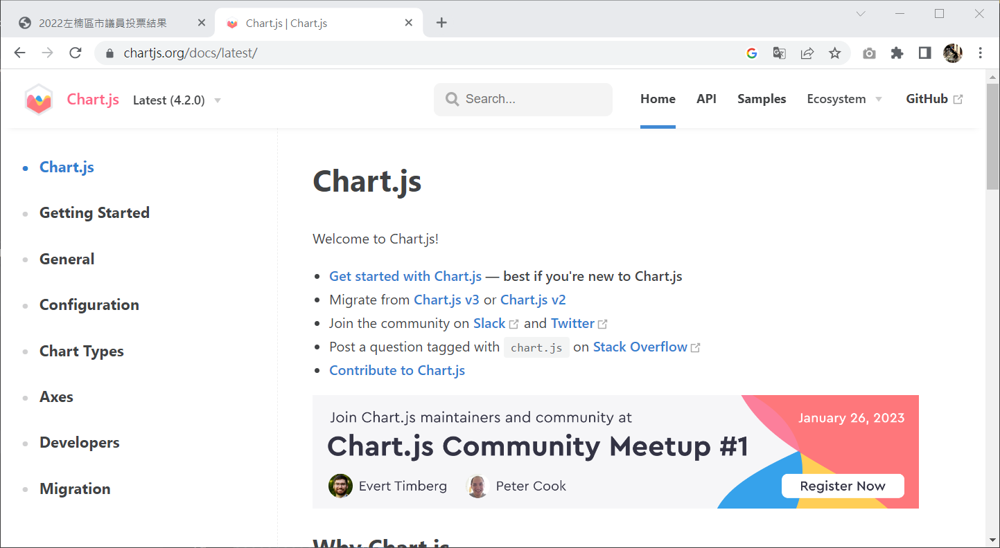 2022左楠區市議員投票結果
Chart.js | Chart.js
chartjs.org/docs/latest/
Chart.js
Latest (4.2.0)
Search...
Home
API
Samples
Ecosystem
GitHub
Chart.js
Getting Started
General
Configuration
Chart Types
Axes
Developers
Migration
Chart.js
Welcome to Chart.js!
Get started with Chart.js — best if you're new to Chart.js
Migrate from Chart.js v3 or Chart.js v2
Join the community on Slack and Twitter
Post a question tagged with chart.js on Stack Overflow
Contribute to Chart.js
Join Chart.js maintainers and community at
January 26, 2023
Chart.js Community Meetup #1
Evert Timberg
Peter Cook
Register Now
Why Chart.js